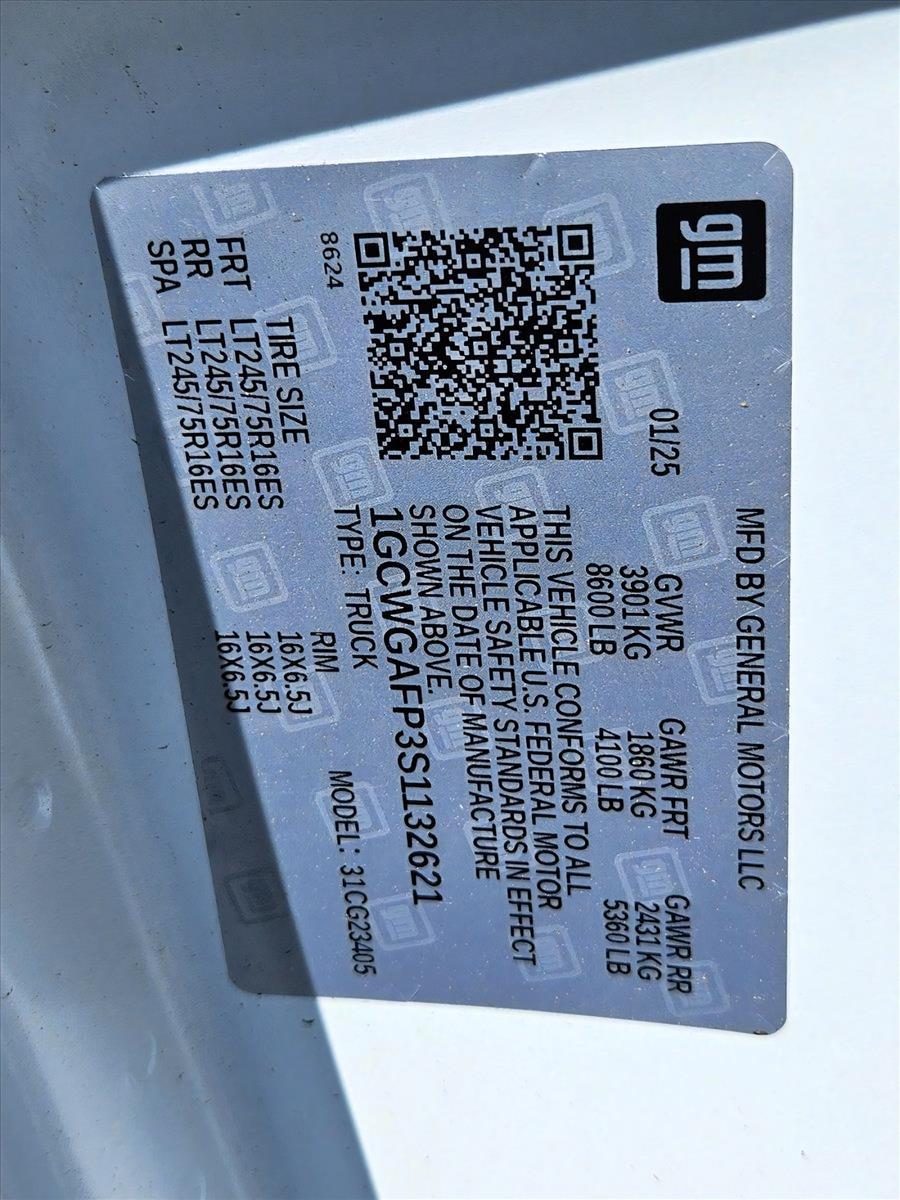 gm
MFD BY GENERAL MOTORS LLC
01/25
GVWR GAWR FRT GAWR RR
3901 KG 1860 KG 2431 KG
8600 LB 4100 LB 5360 LB
THIS VEHICLE CONFORMS TO ALL
APPLICABLE U.S. FEDERAL MOTOR
VEHICLE SAFETY STANDARDS IN EFFECT
ON THE DATE OF MANUFACTURE
SHOWN ABOVE.
1GCWGAFP3S1132621
TYPE: TRUCK MODEL: 31CG23405
8624
TIRE SIZE RIM
FRT LT245/75R16ES 16X6.5J
RR LT245/75R16ES 16X6.5J
SPA LT245/75R16ES 16X6.5J